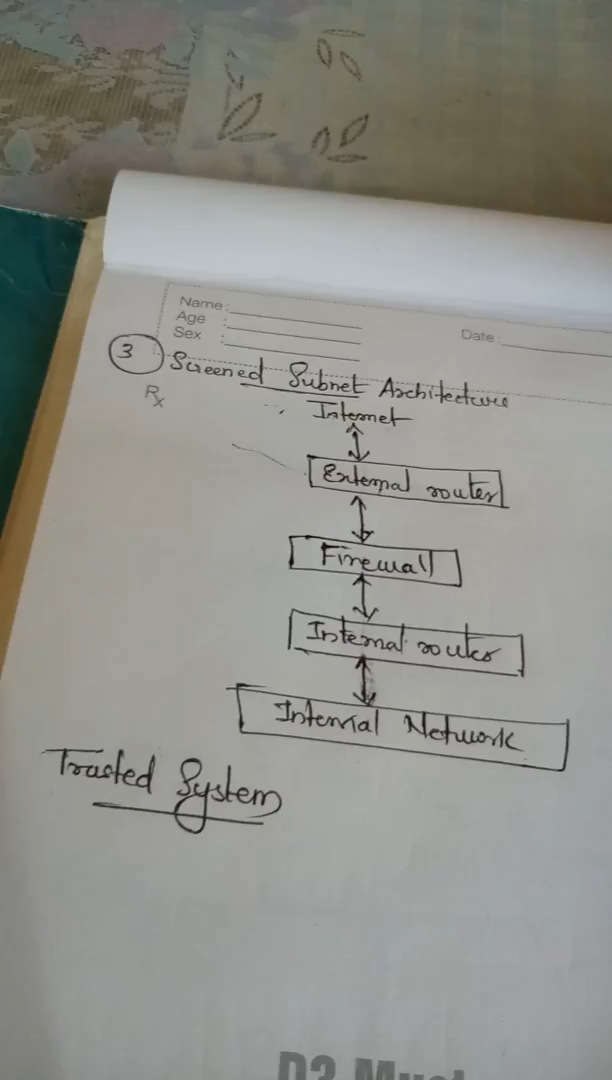 Name :
Age :
Sex :
Date :
3 Screened Subnet Architecture
Rx
Internet
External router
Firewall
Internal router
Internal Network
Trusted System